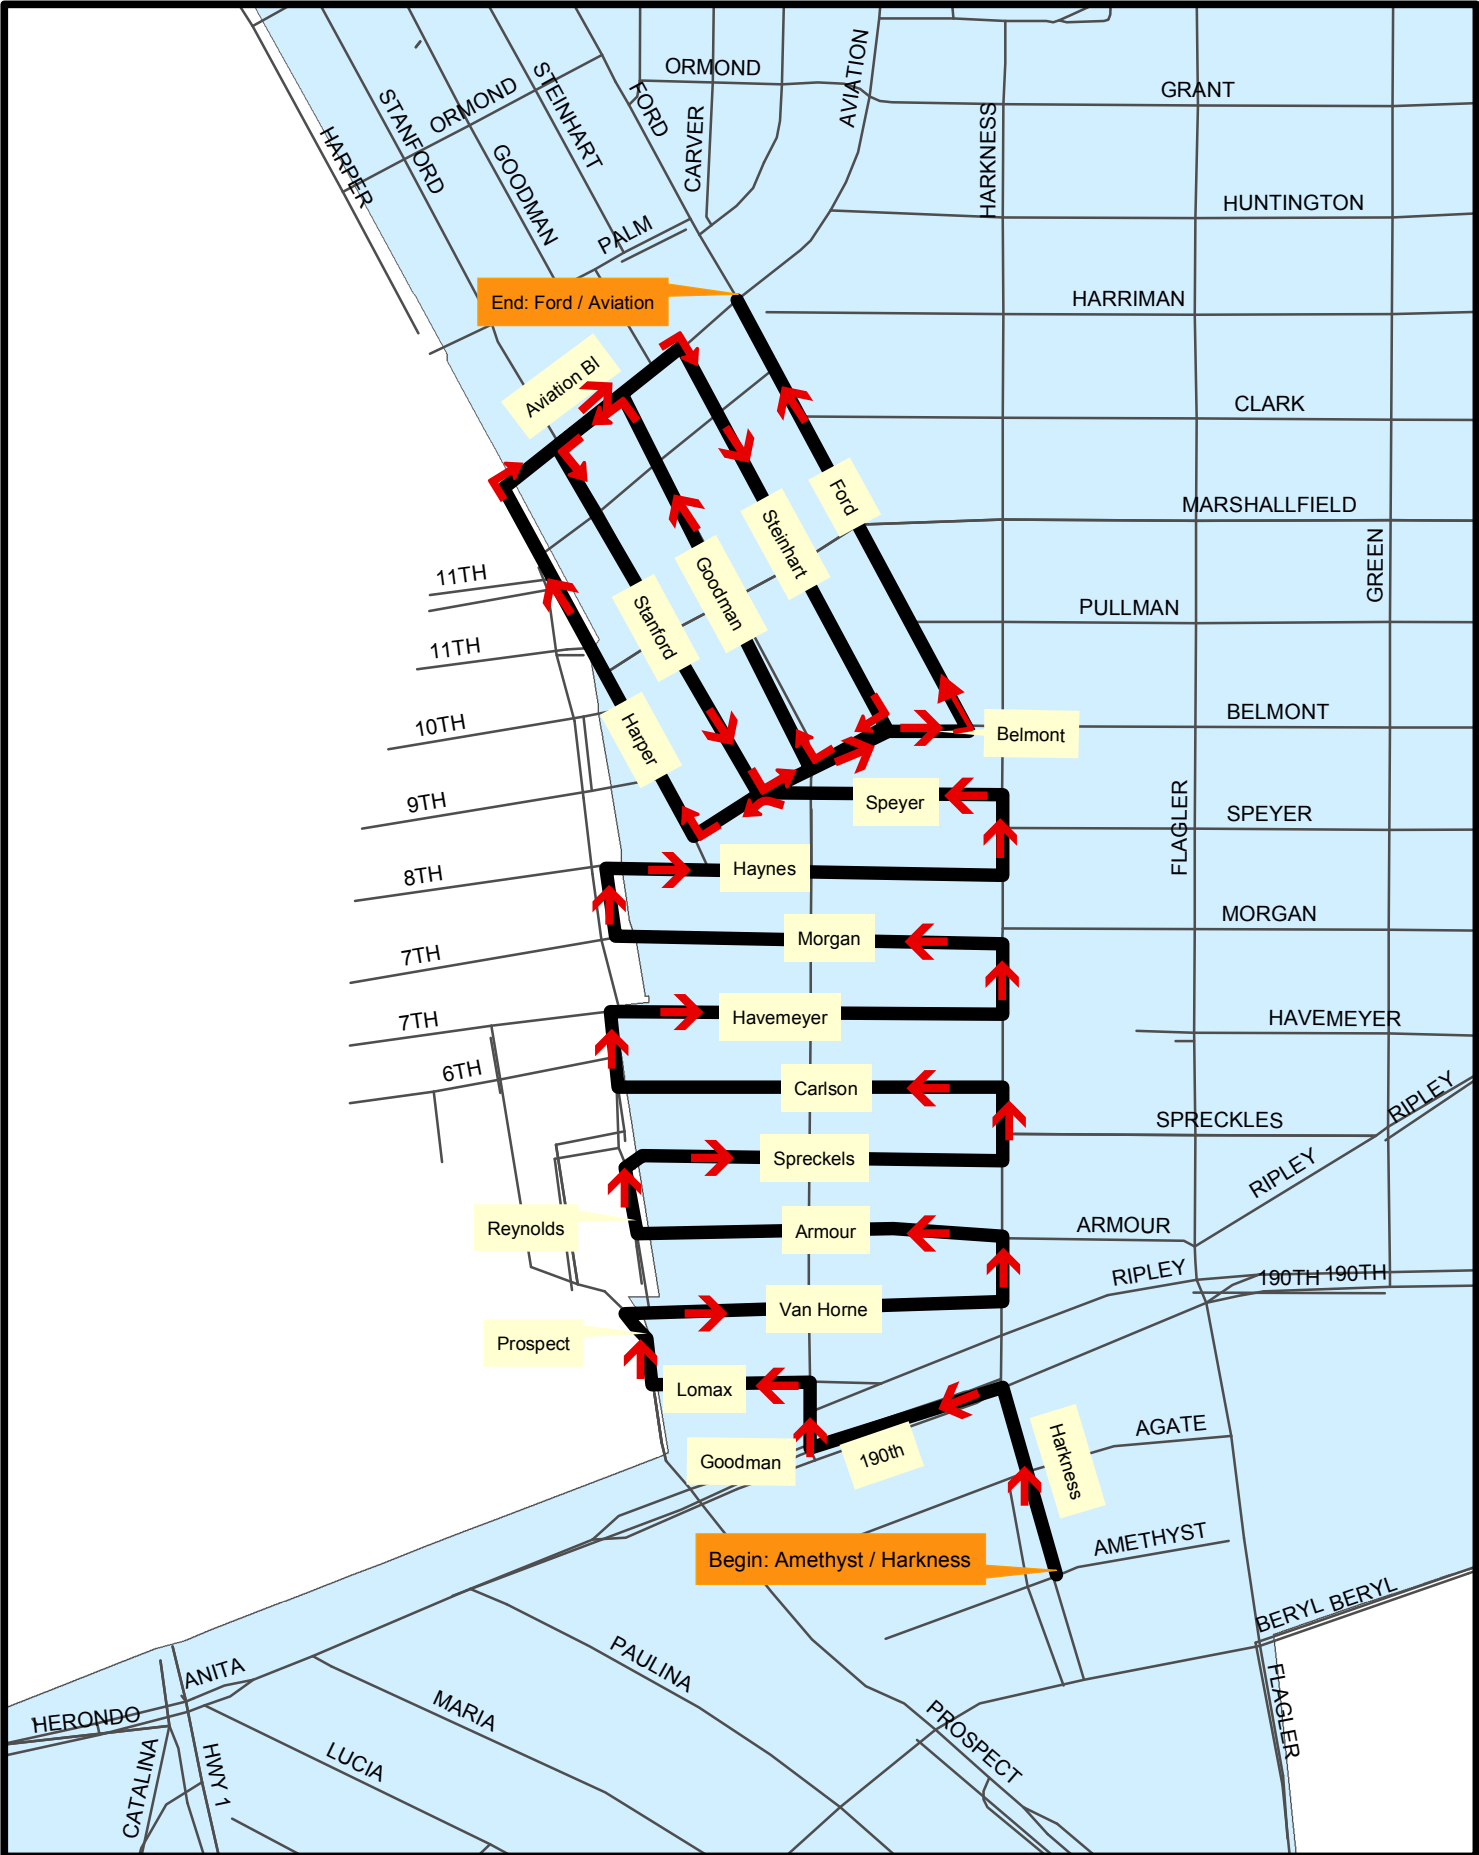 ORMOND
AVIATION
GRANT
STEINHART
ORMOND
STANFORD
FORD
CARVER
HARKNESS
HARPER
GOODMAN
PALM
HUNTINGTON
End: Ford / Aviation
HARRIMAN
Aviation Bl
CLARK
Ford
MARSHALLFIELD
Steinhart
GREEN
11TH
Goodman
Stanford
PULLMAN
11TH
10TH
Harper
BELMONT
Belmont
9TH
Speyer
FLAGLER
SPEYER
8TH
Haynes
MORGAN
7TH
Morgan
7TH
Havemeyer
HAVEMEYER
6TH
Carlson
RIPLEY
SPRECKLES
Spreckels
RIPLEY
Reynolds
Armour
ARMOUR
RIPLEY
190TH
190TH
Van Horne
Prospect
Lomax
AGATE
Goodman
190th
Harkness
AMETHYST
Begin: Amethyst / Harkness
BERYL
BERYL
PAULINA
ANITA
MARIA
FLAGLER
HERONDO
PROSPECT
LUCIA
HWY 1
CATALINA